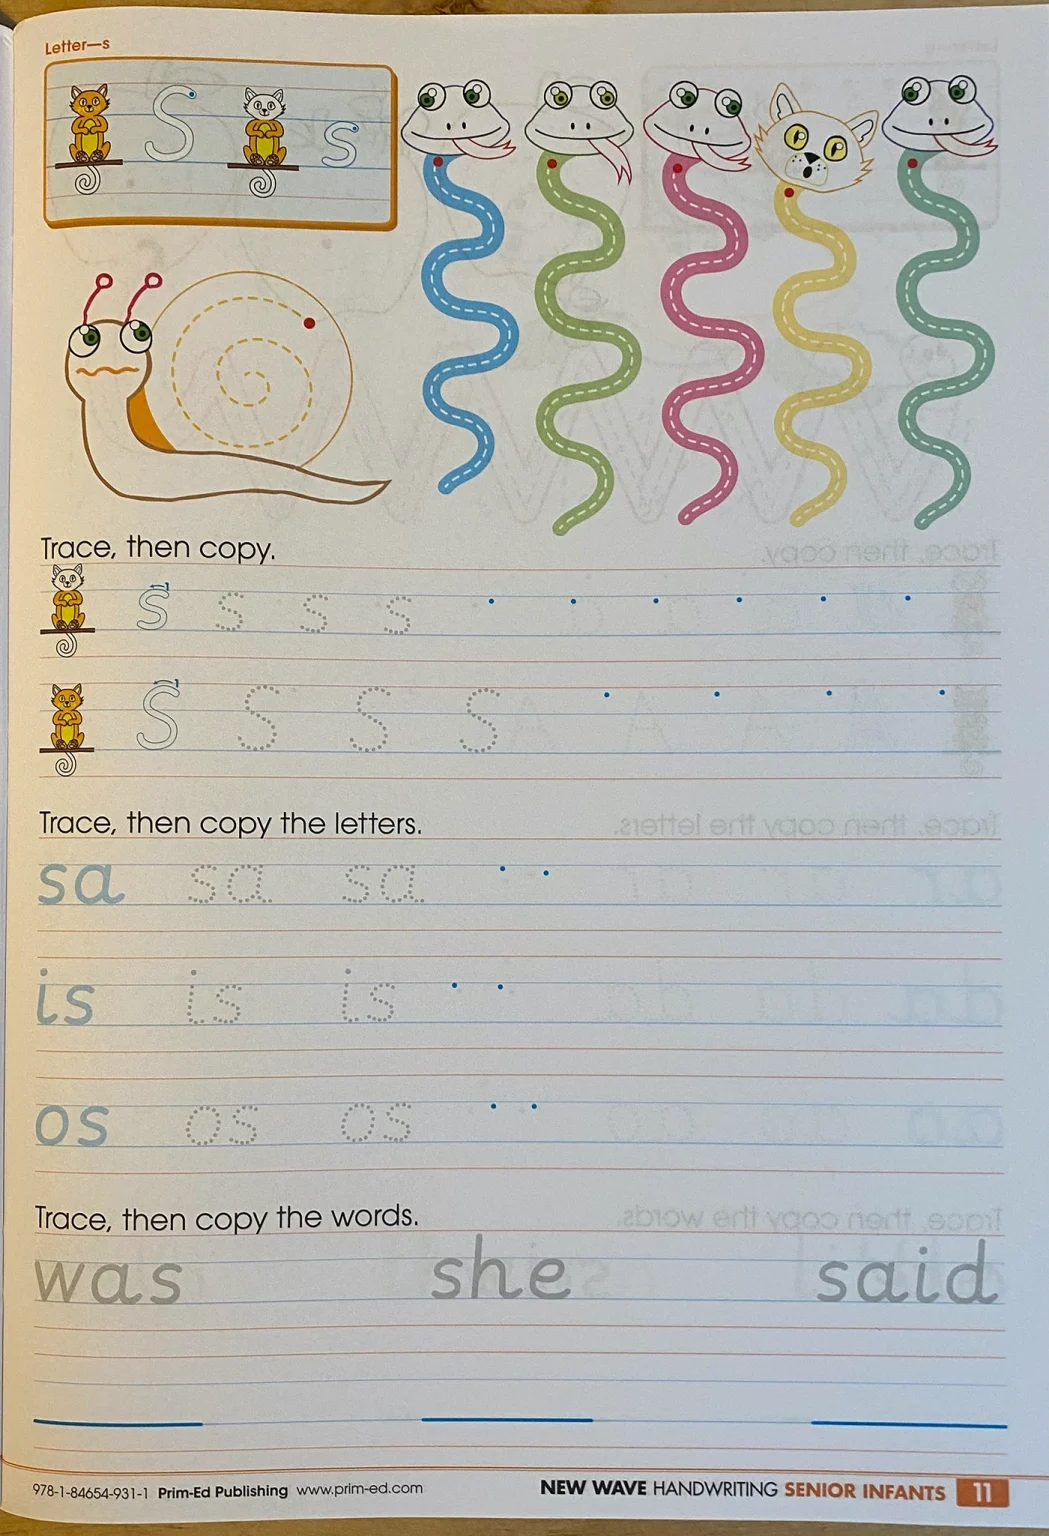 Letter—s
S s
Trace, then copy.
s s s s
S S S S
Trace, then copy the letters.
sa sa sa
is is is
os os os
Trace, then copy the words.
was she said
978-1-84654-931-1 Prim-Ed Publishing www.prim-ed.com NEW WAVE HANDWRITING SENIOR INFANTS 11